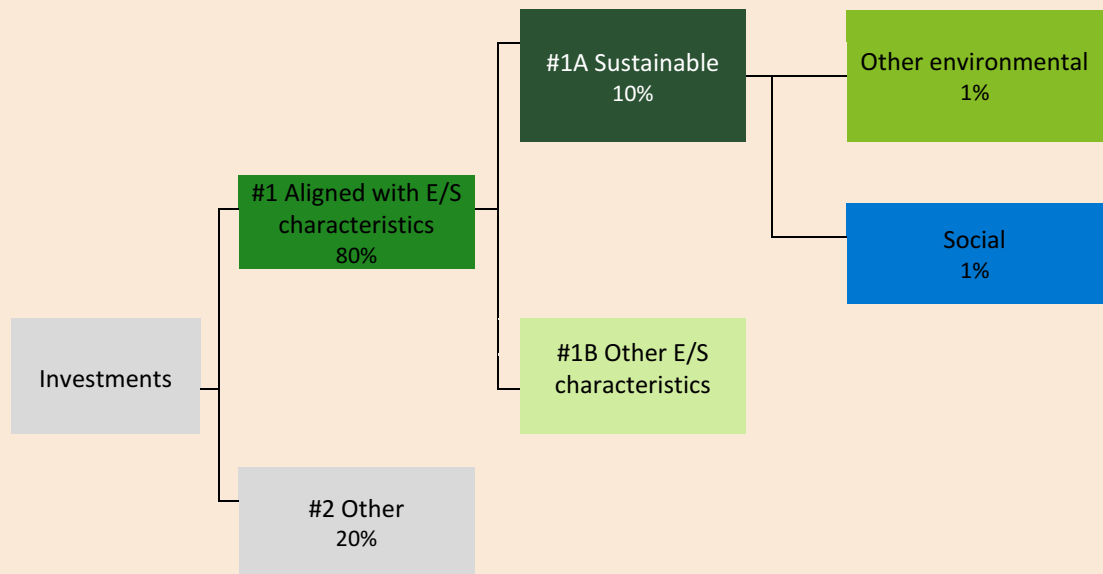 #1A Sustainable
10%
Other environmental
1%
#1 Aligned with E/S
characteristics
80%
Social
1%
Investments
#1B Other E/S
characteristics
#2 Other
20%